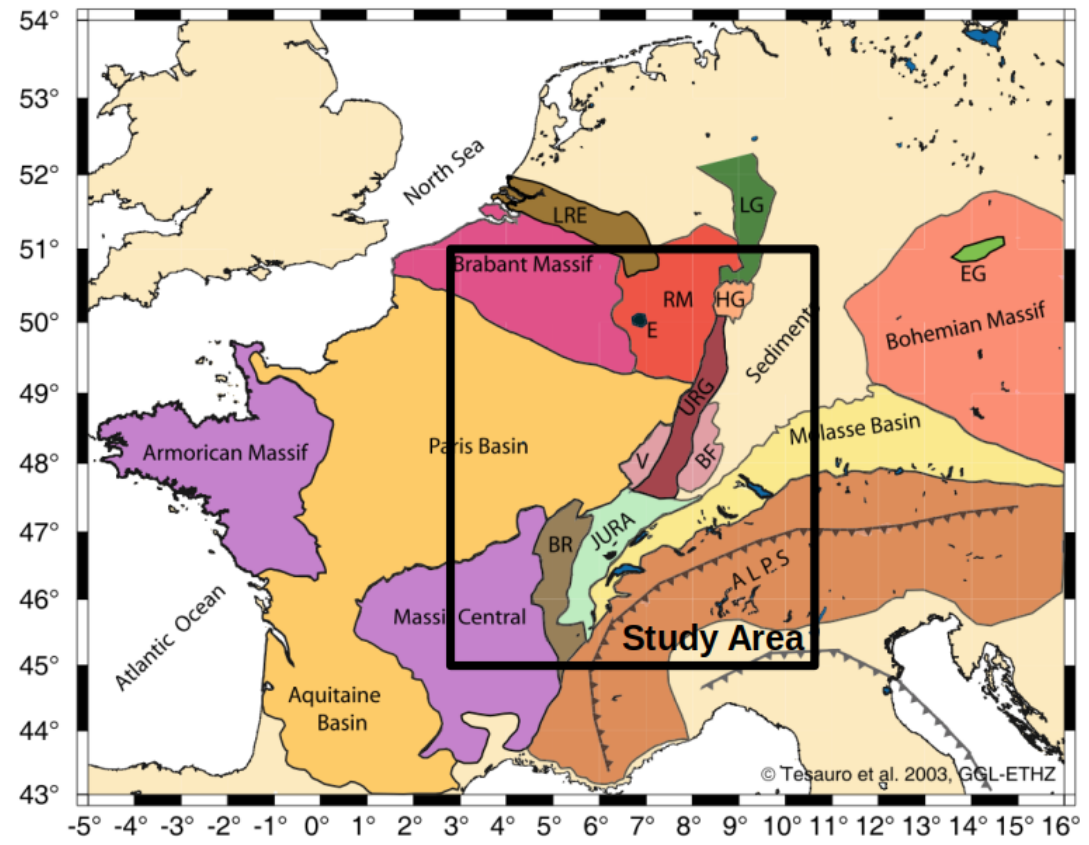 54°
53°
52°
51°
50°
49°
48°
47°
46°
45°
44°
43°
North Sea
LRE
LG
Brabant Massif
RM
HG
E
EG
Bohemian Massif
Sediments
URG
Armorican Massif
Paris Basin
V
BF
Molasse Basin
BR
JURA
ALPS
Massif Central
Atlantic Ocean
Study Area
Aquitaine
Basin
© Tesauro et al. 2003, GGL-ETHZ
-5° -4° -3° -2° -1° 0° 1° 2° 3° 4° 5° 6° 7° 8° 9° 10° 11° 12° 13° 14° 15° 16°